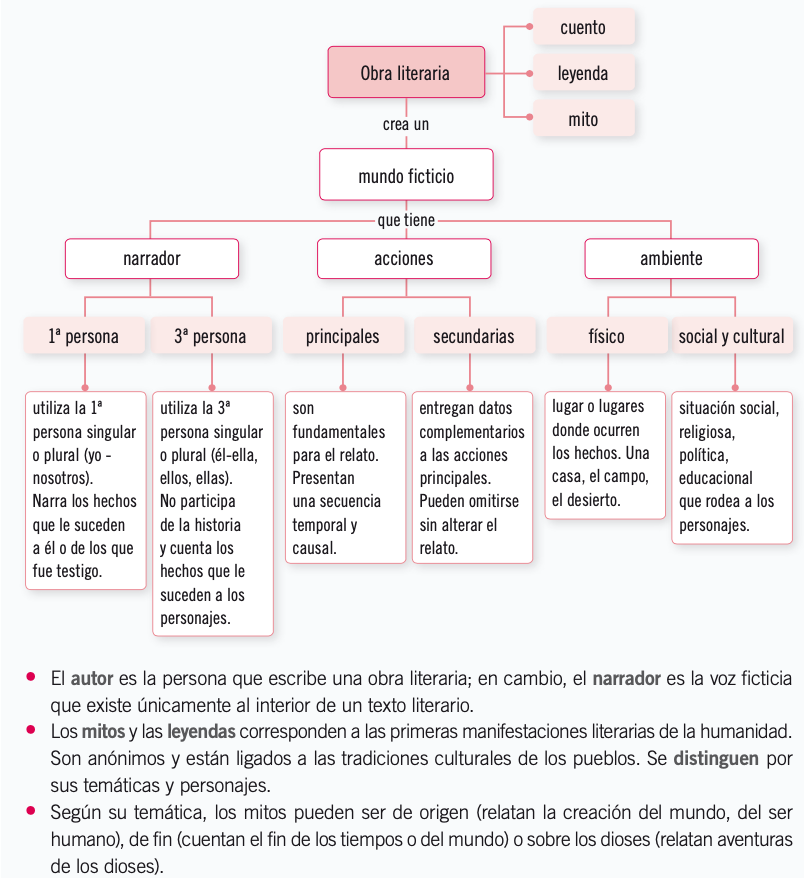 cuento
Obra literaria
leyenda
mito
crea un
mundo ficticio
que tiene
narrador
acciones
ambiente
1ª persona
3ª persona
principales
secundarias
físico
social y cultural
utiliza la 1ª
persona singular
o plural (yo -
nosotros).
Narra los hechos
que le suceden
a él o de los que
fue testigo.
utiliza la 3ª
persona singular
o plural (él-ella,
ellos, ellas).
No participa
de la historia
y cuenta los
hechos que le
suceden a los
personajes.
son
fundamentales
para el relato.
Presentan
una secuencia
temporal y
causal.
entregan datos
complementarios
a las acciones
principales.
Pueden omitirse
sin alterar el
relato.
lugar o lugares
donde ocurren
los hechos. Una
casa, el campo,
el desierto.
situación social,
religiosa,
política,
educacional
que rodea a los
personajes.
• El autor es la persona que escribe una obra literaria; en cambio, el narrador es la voz ficticia
que existe únicamente al interior de un texto literario.
• Los mitos y las leyendas corresponden a las primeras manifestaciones literarias de la humanidad.
Son anónimos y están ligados a las tradiciones culturales de los pueblos. Se distinguen por
sus temáticas y personajes.
• Según su temática, los mitos pueden ser de origen (relatan la creación del mundo, del ser
humano), de fin (cuentan el fin de los tiempos o del mundo) o sobre los dioses (relatan aventuras
de los dioses).